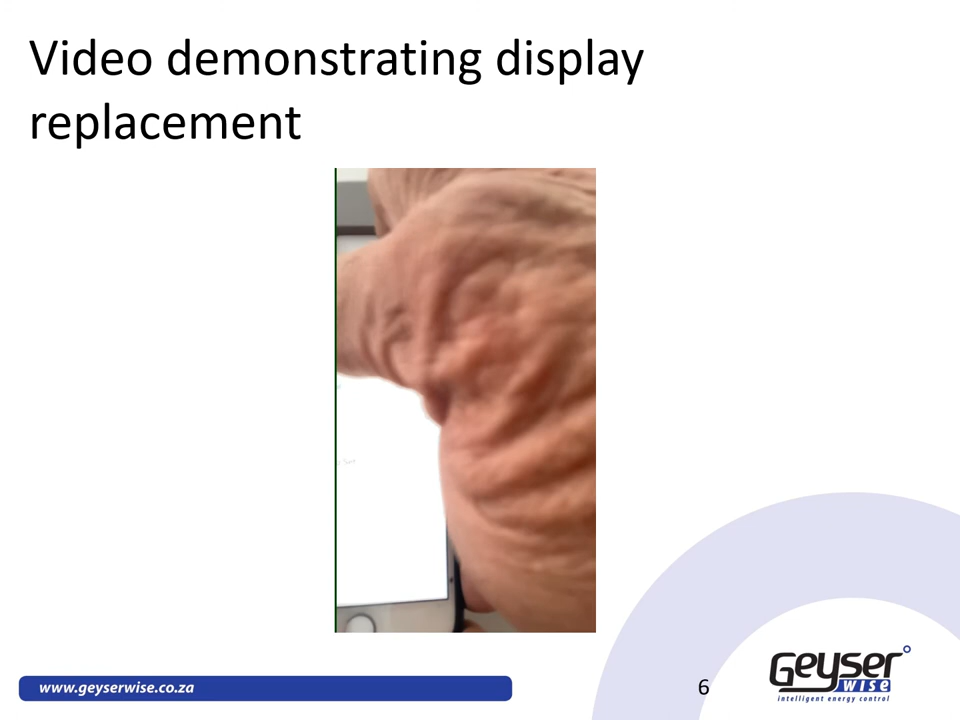 Video demonstrating display
replacement
www.geyserwise.co.za
6
Geyser
WISE
intelligent energy control